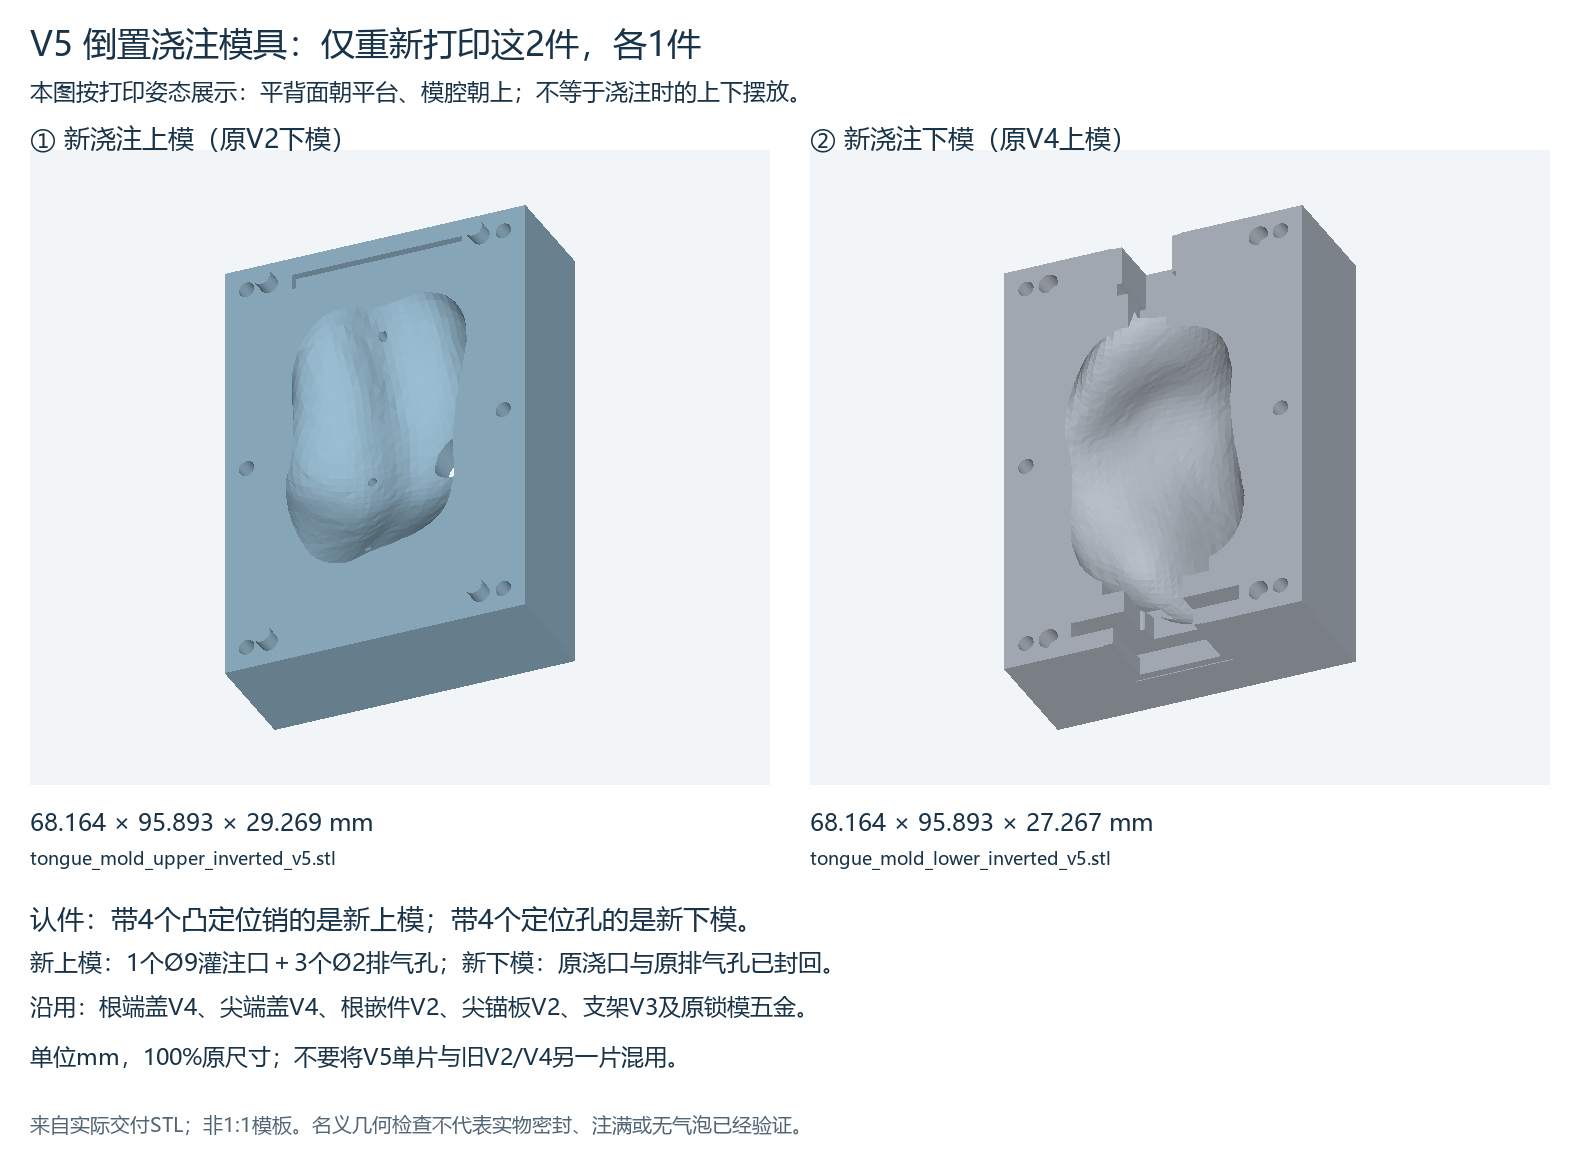 V5 倒置浇注模具：仅重新打印这2件，各1件
本图按打印姿态展示：平背面朝平台、模腔朝上；不等于浇注时的上下摆放。
① 新浇注上模（原V2下模）
② 新浇注下模（原V4上模）
68.164 × 95.893 × 29.269 mm
68.164 × 95.893 × 27.267 mm
tongue_mold_upper_inverted_v5.stl
tongue_mold_lower_inverted_v5.stl
认件：带4个凸定位销的是新上模；带4个定位孔的是新下模。
新上模：1个Ø9灌注口＋3个Ø2排气孔；新下模：原浇口与原排气孔已封回。
沿用：根端盖V4、尖端盖V4、根嵌件V2、尖锚板V2、支架V3及原锁模五金。
单位mm，100%原尺寸；不要将V5单片与旧V2/V4另一片混用。
来自实际交付STL；非1:1模板。名义几何检查不代表实物密封、注满或无气泡已经验证。